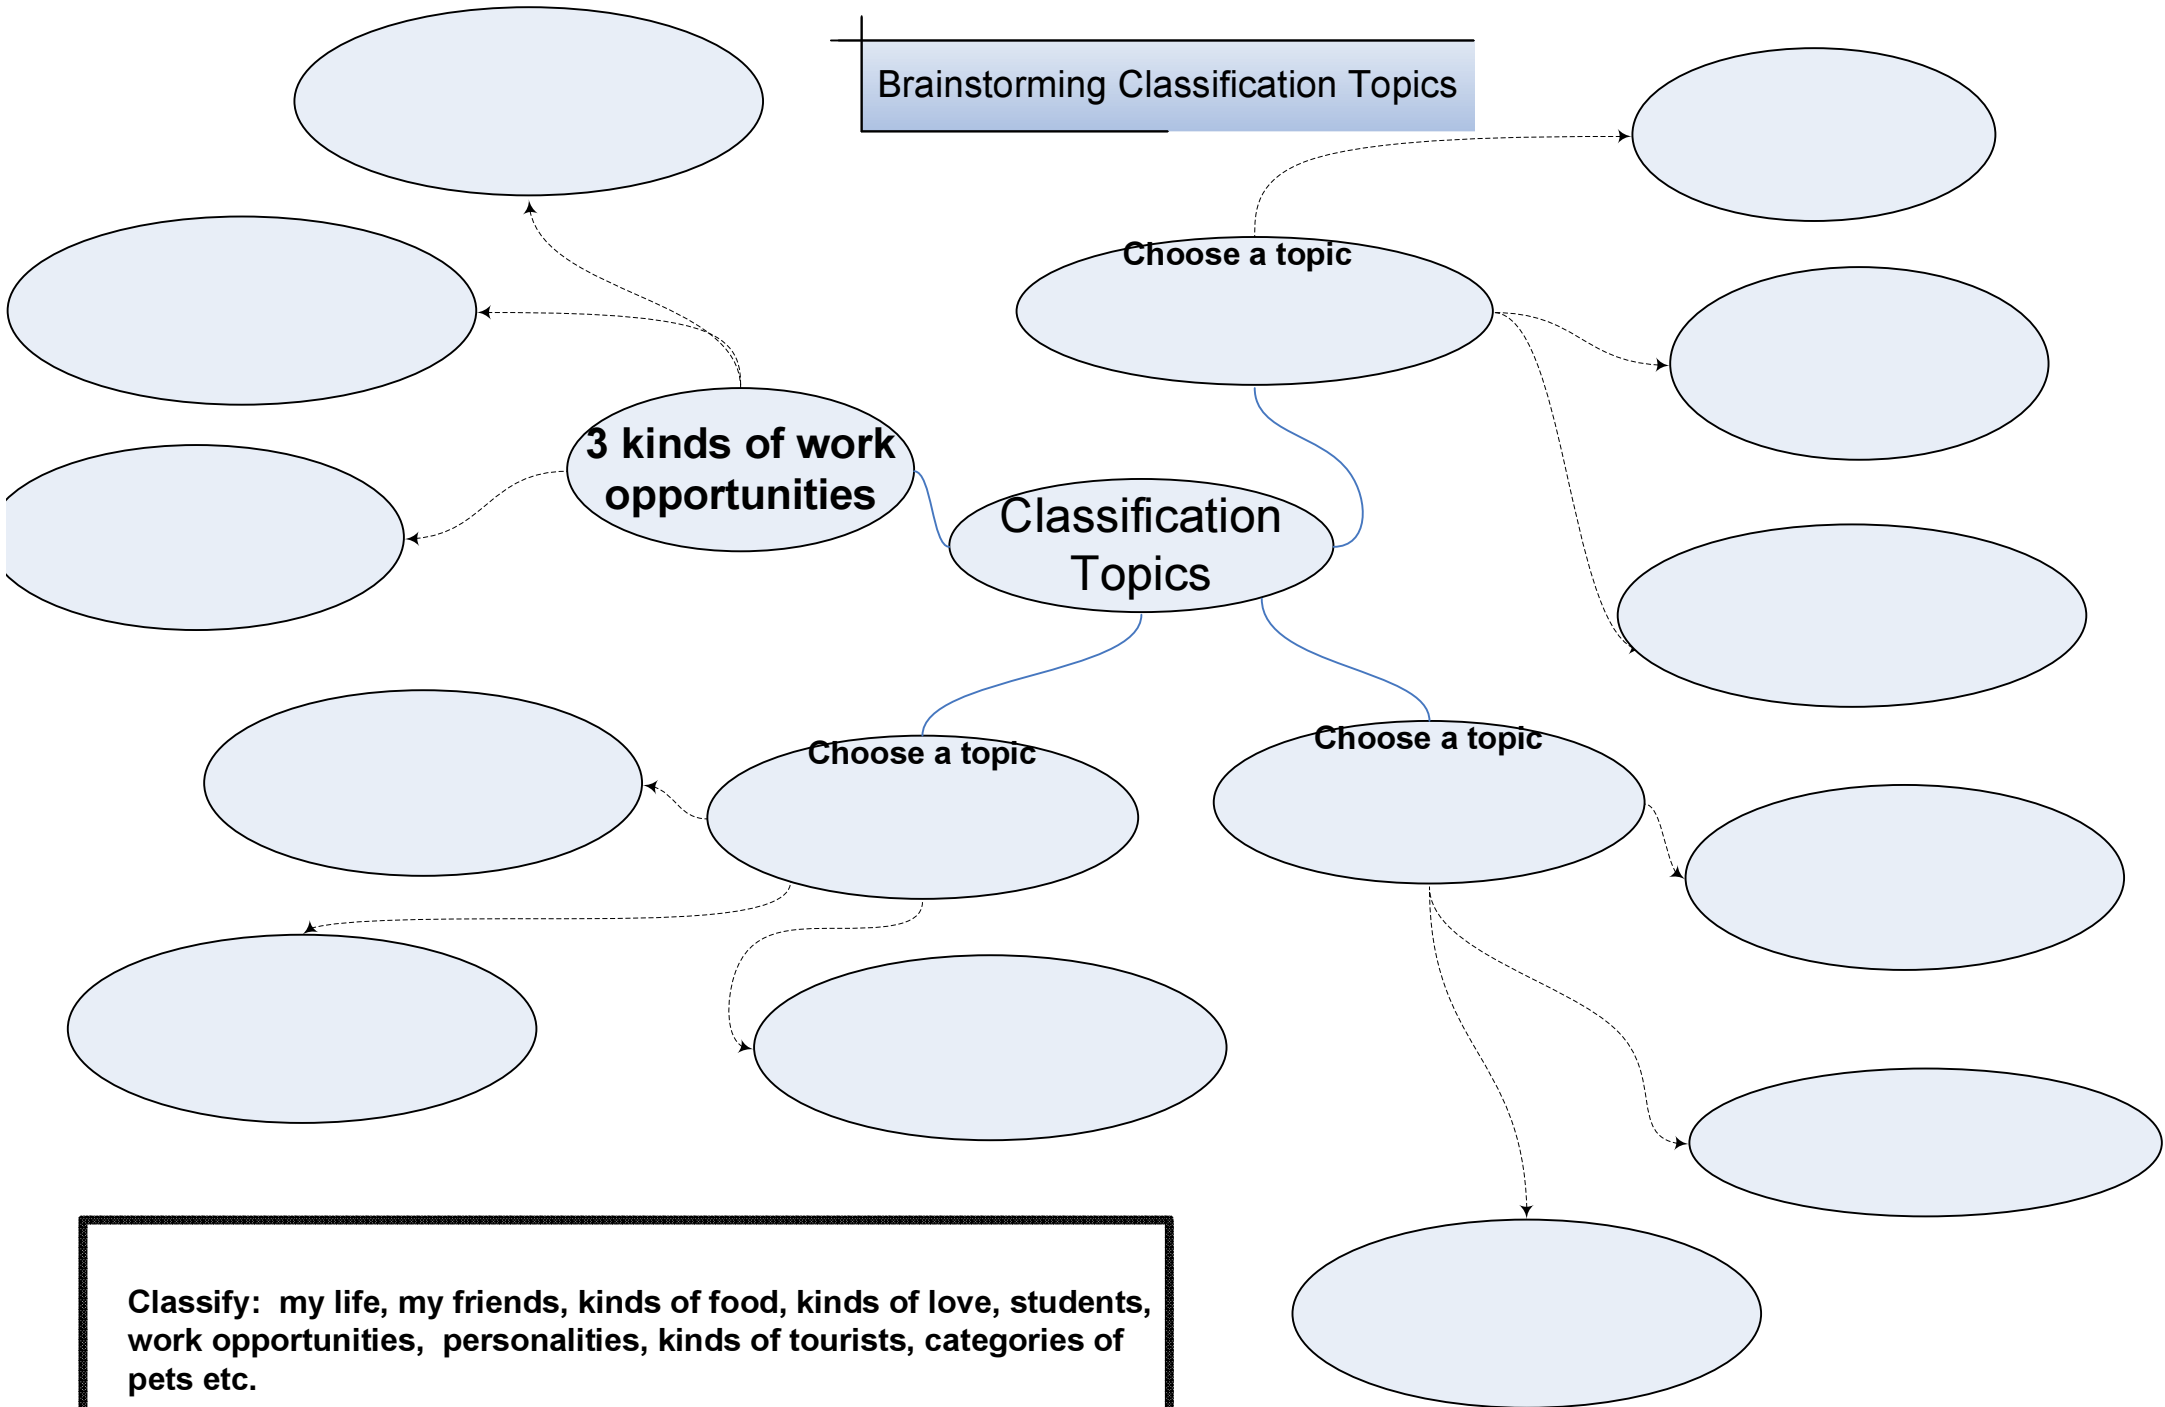 Brainstorming Classification Topics
Choose a topic
3 kinds of work
opportunities
Classification
Topics
Choose a topic
Choose a topic
Classify:  my life, my friends, kinds of food, kinds of love, students,
work opportunities,  personalities, kinds of tourists, categories of
pets etc.